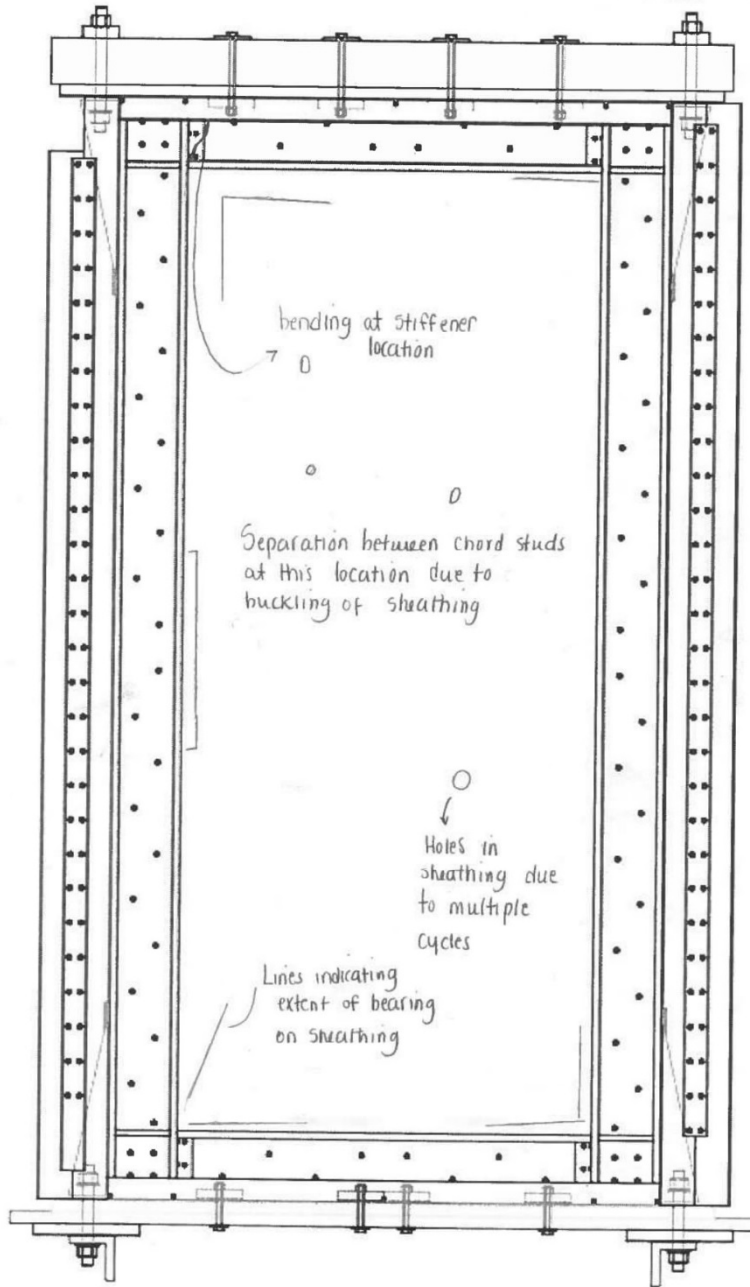 bending at stiffener
location
Separation between chord studs
at this location due to
buckling of sheathing
Holes in
sheathing due
to multiple
cycles
Lines indicating
extent of bearing
on sheathing